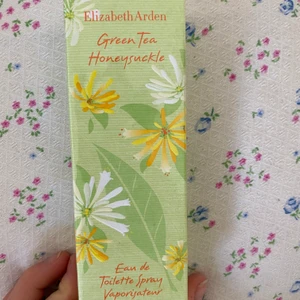 Elizabeth Arden
Green Tea
Honeysuckle
Eau de
Toilette Spray
Vaporisateur